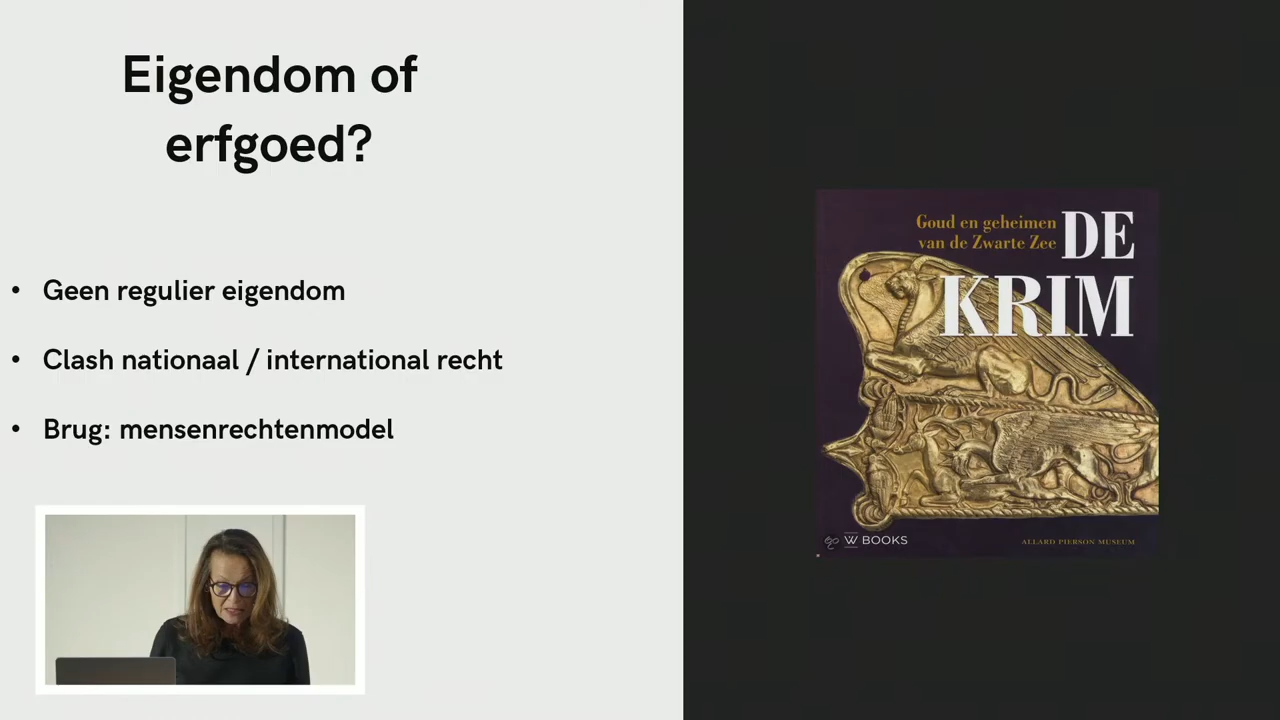 Eigendom of
erfgoed?
• Geen regulier eigendom
• Clash nationaal / international recht
• Brug: mensenrechtenmodel
Goud en geheimen
van de Zwarte Zee
DE
KRIM
W BOOKS
ALLARD PIERSON MUSEUM